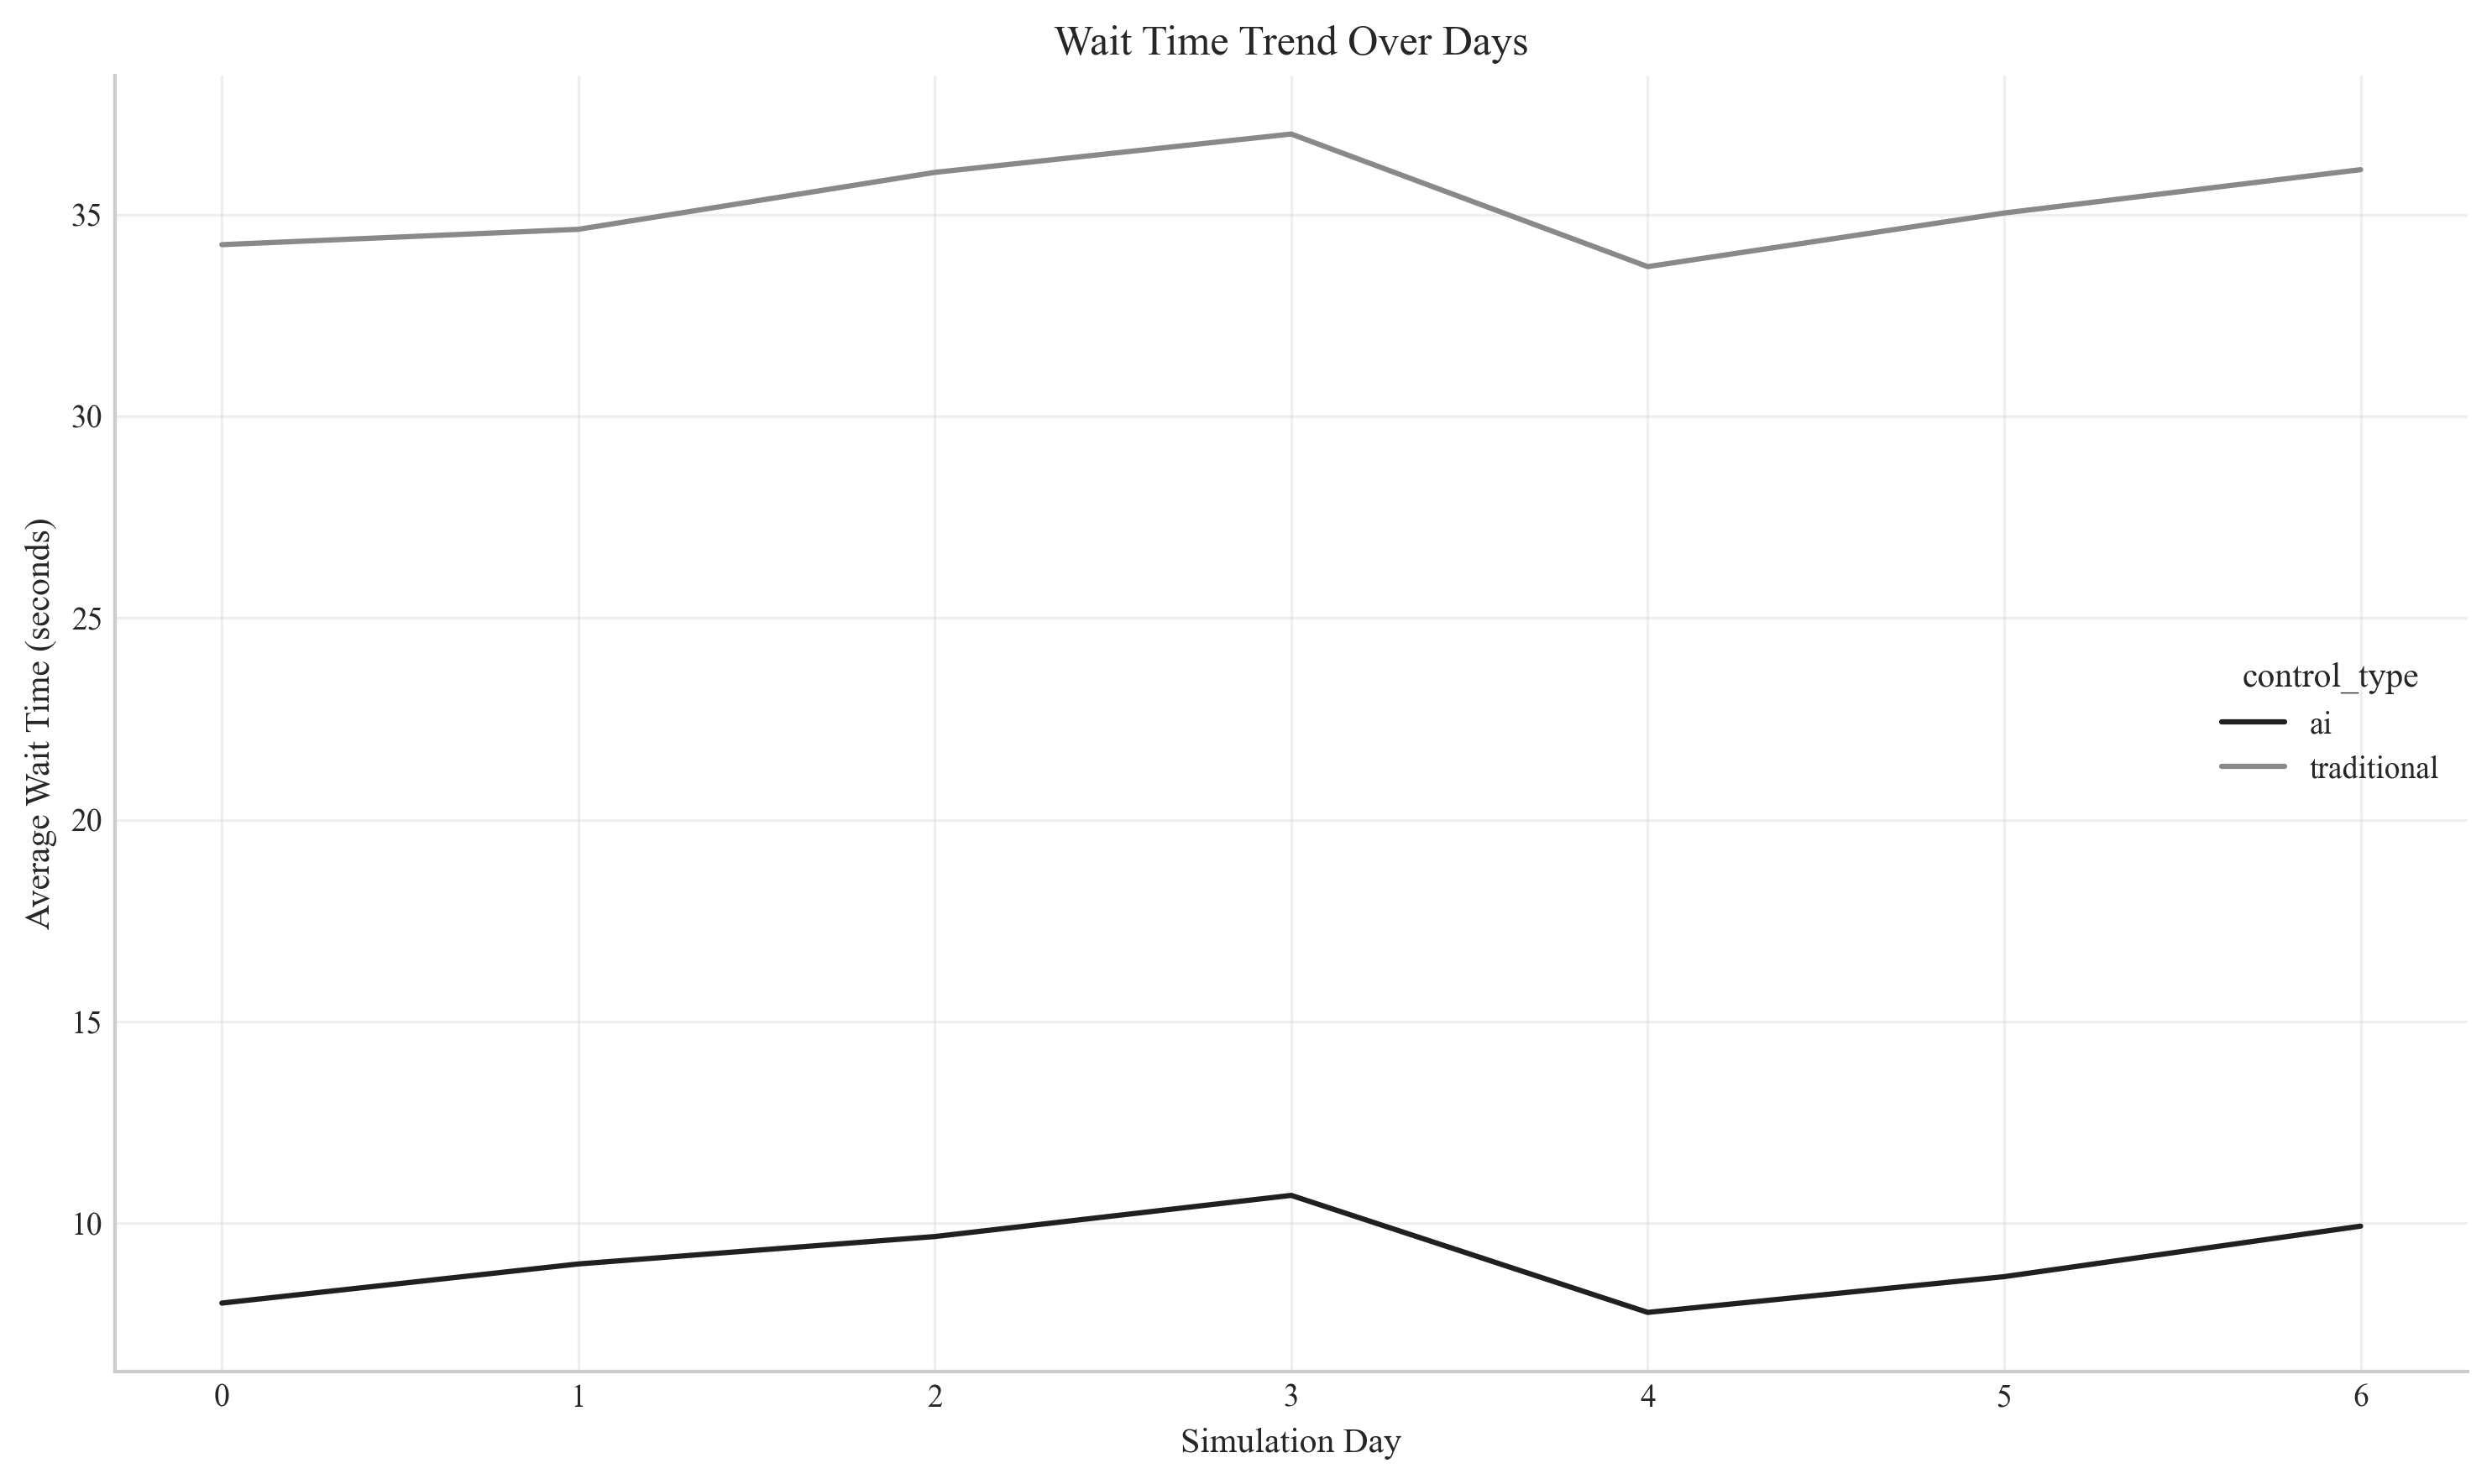 Wait Time Trend Over Days
Average Wait Time (seconds)
35
30
25
20
15
10
control_type
ai
traditional
0 1 2 3 4 5 6
Simulation Day